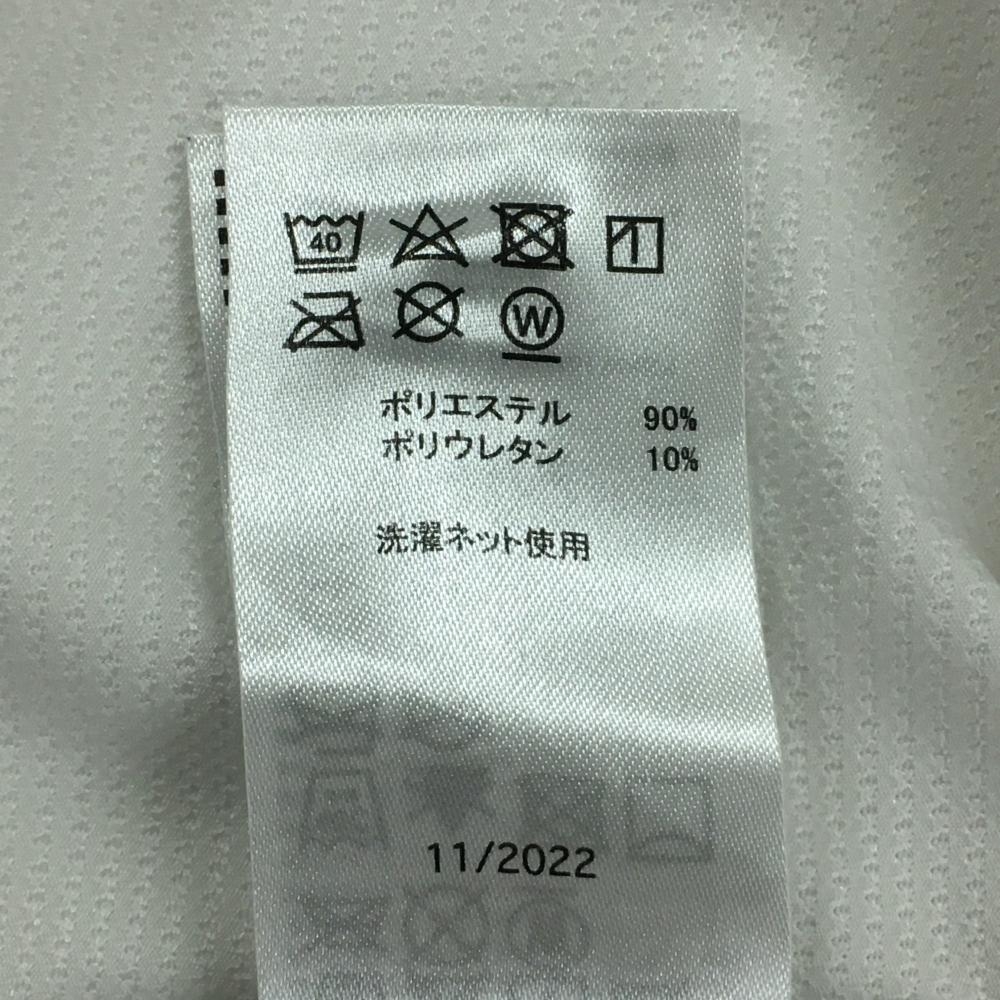 40
W
ポリエステル 90%
ポリウレタン 10%
洗濯ネット使用
11/2022